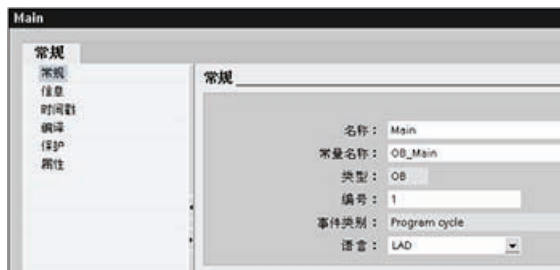 Main
常规
常规
信息
时间戳
编译
保护
属性
常规
名称： Main
常量名称： OB_Main
类型： OB
编号： 1
事件类别： Program cycle
语言： LAD